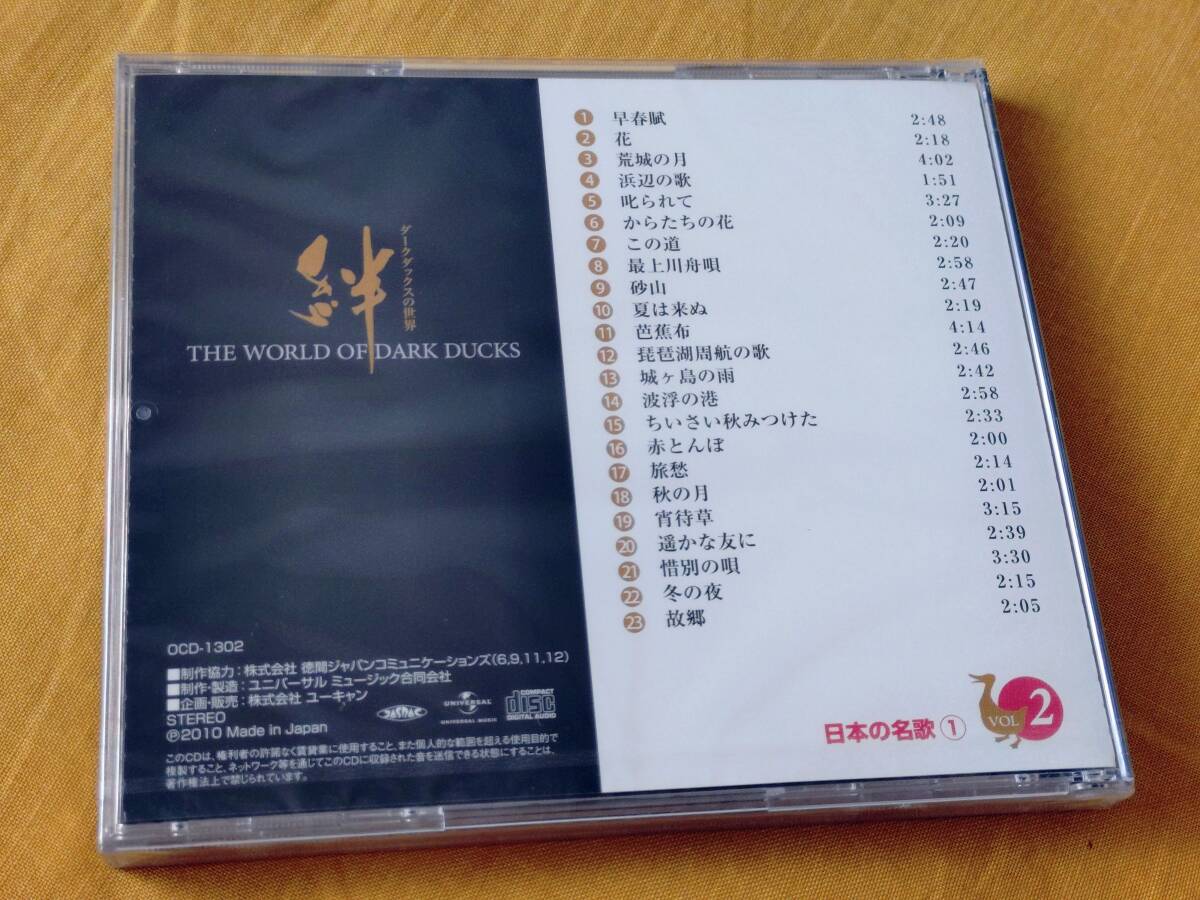 絆
ダークダックスの世界
THE WORLD OF DARK DUCKS
OCD-1302
■制作協力：株式会社 徳間ジャパンコミュニケーションズ(6,9,11,12)
■制作・製造：ユニバーサル ミュージック合同会社
■企画・販売：株式会社 ユーキャン
STEREO
℗2010 Made in Japan
JASRAC
UNIVERSAL
UNIVERSAL MUSIC
COMPACT
disc
DIGITAL AUDIO
このCDは、権利者の許諾なく賃貸業に使用すること、また個人的な範囲を超える使用目的で
複製すること、ネットワーク等を通じてこのCDに収録された音を送信できる状態にすることは、
著作権法上で禁じられています。
1 早春賦 2:48
2 花 2:18
3 荒城の月 4:02
4 浜辺の歌 1:51
5 叱られて 3:27
6 からたちの花 2:09
7 この道 2:20
8 最上川舟唄 2:58
9 砂山 2:47
10 夏は来ぬ 2:19
11 芭蕉布 4:14
12 琵琶湖周航の歌 2:46
13 城ヶ島の雨 2:42
14 波浮の港 2:58
15 ちいさい秋みつけた 2:33
16 赤とんぼ 2:00
17 旅愁 2:14
18 秋の月 2:01
19 宵待草 3:15
20 遥かな友に 2:39
21 惜別の唄 3:30
22 冬の夜 2:15
23 故郷 2:05
日本の名歌①
VOL 2